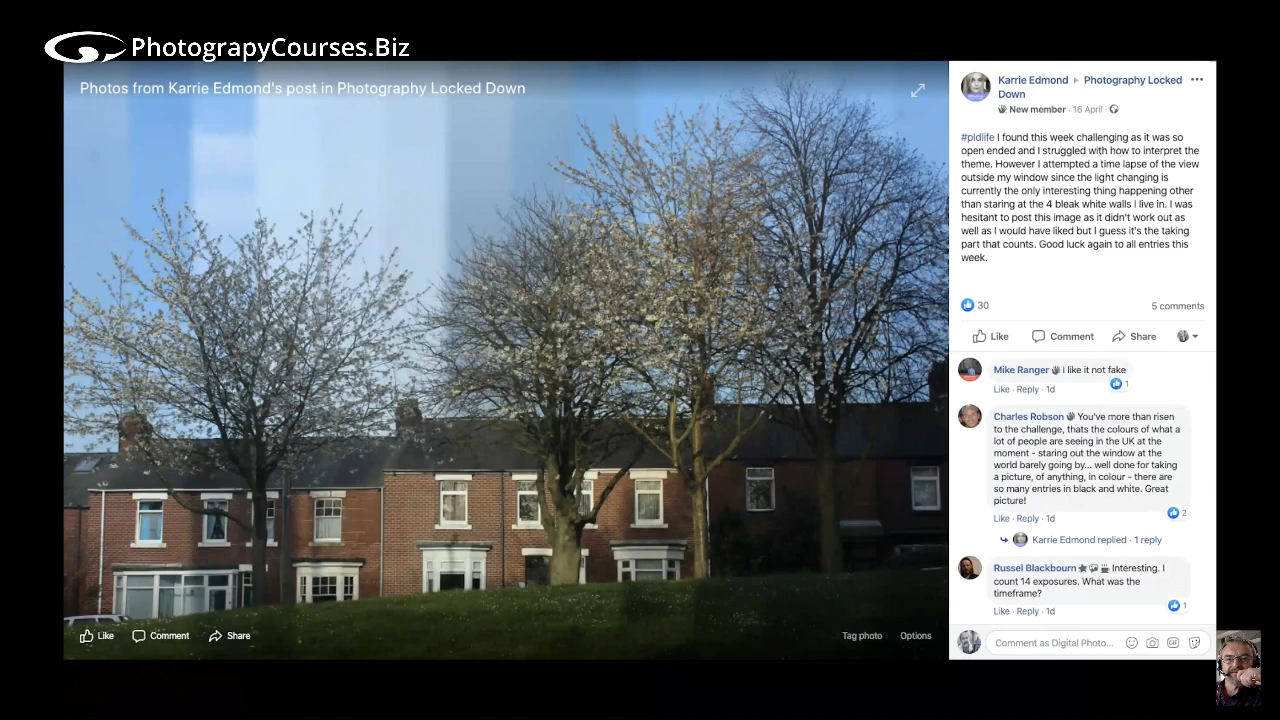 PhotograpyCourses.Biz
Photos from Karrie Edmond's post in Photography Locked Down
Like Comment Share
Tag photo Options
Karrie Edmond ▸ Photography Locked
Down
New member · 16 April ·
#pldlife I found this week challenging as it was so
open ended and I struggled with how to interpret the
theme. However I attempted a time lapse of the view
outside my window since the light changing is
currently the only interesting thing happening other
than staring at the 4 bleak white walls I live in. I was
hesitant to post this image as it didn't work out as
well as I would have liked but I guess it's the taking
part that counts. Good luck again to all entries this
week.
30 5 comments
Like Comment Share
Mike Ranger I like it not fake
1
Like · Reply · 1d
Charles Robson You've more than risen
to the challenge, thats the colours of what a
lot of people are seeing in the UK at the
moment - staring out the window at the
world barely going by... well done for taking
a picture, of anything, in colour - there are
so many entries in black and white. Great
picture!
2
Like · Reply · 1d
Karrie Edmond replied · 1 reply
Russel Blackbourn Interesting. I
count 14 exposures. What was the
timeframe?
1
Like · Reply · 1d
Comment as Digital Photo...
GIF